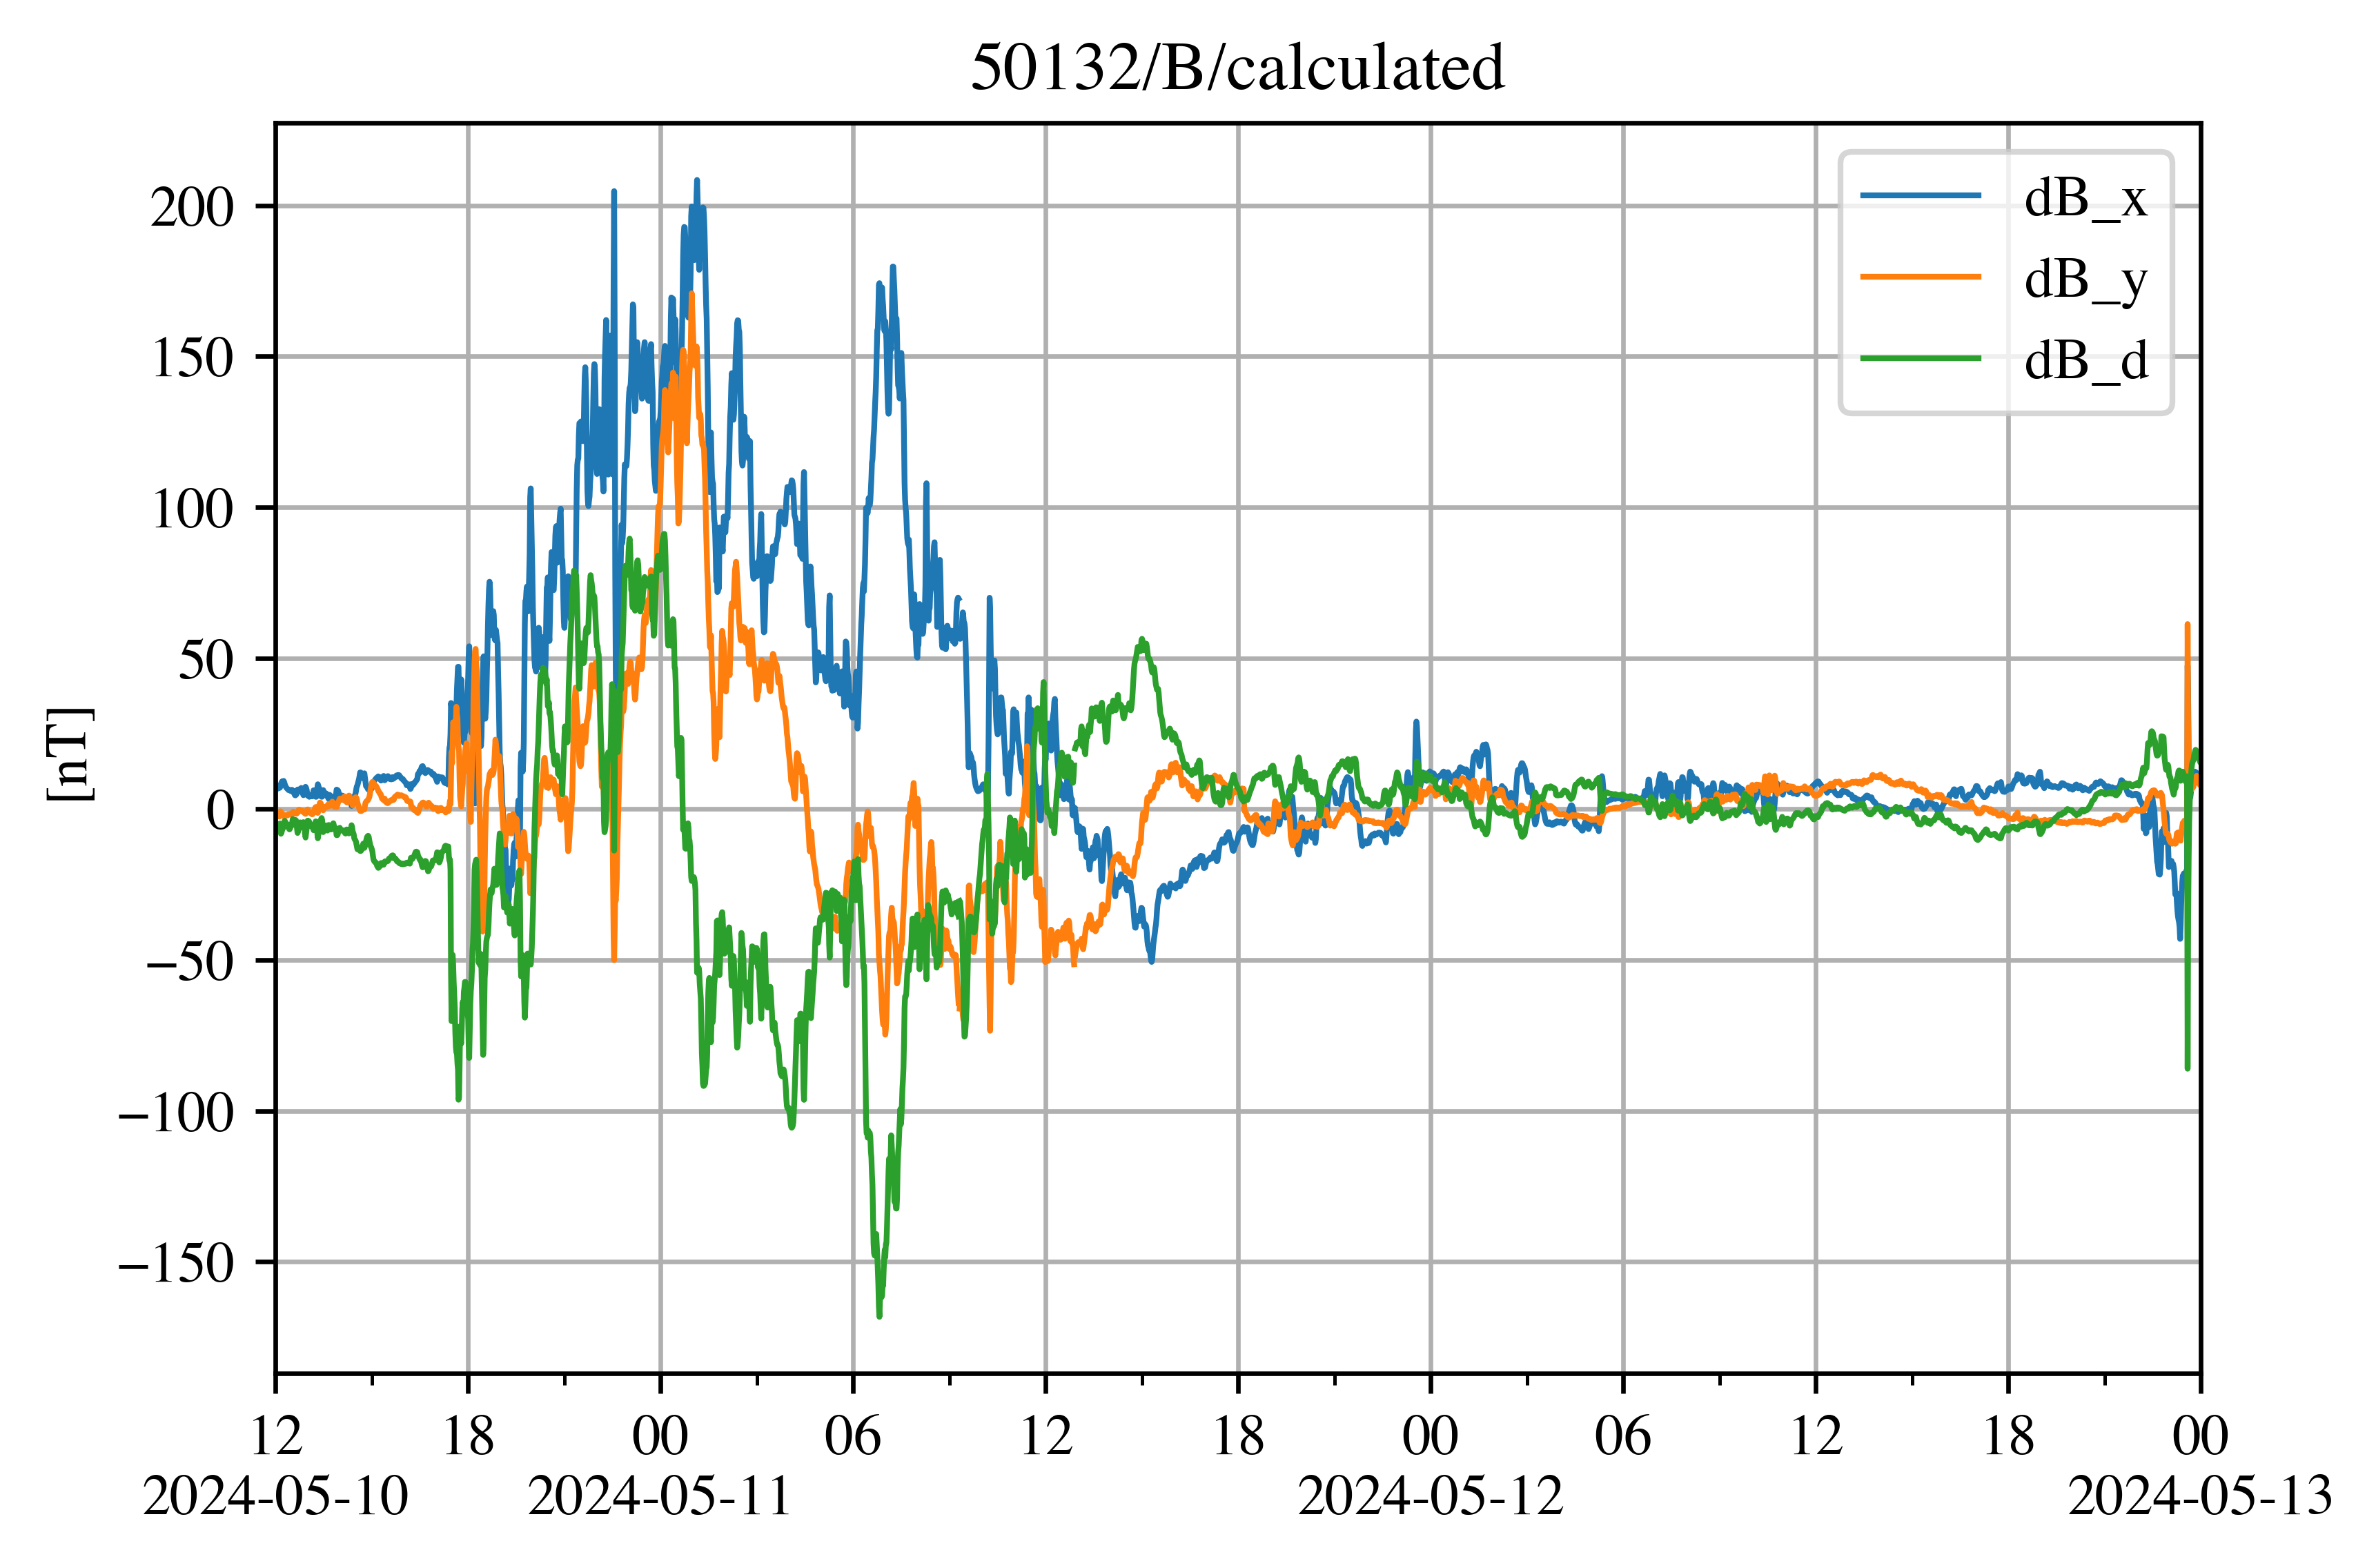 50132/B/calculated
dB_x
dB_y
dB_d
[nT]
200
150
100
50
0
−50
−100
−150
12 18 00 06 12 18 00 06 12 18 00
2024-05-10 2024-05-11 2024-05-12 2024-05-13